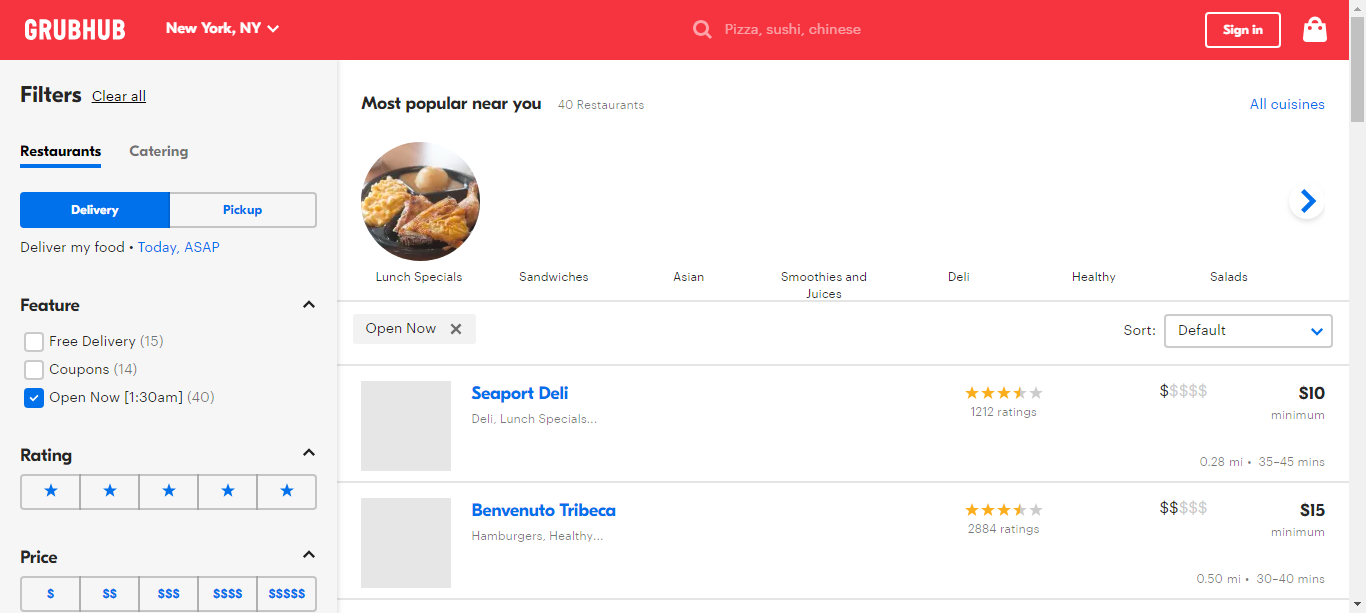 GRUBHUB
New York, NY
Pizza, sushi, chinese
Sign in
Filters
Clear all
Restaurants
Catering
Delivery
Pickup
Deliver my food • Today, ASAP
Feature
Free Delivery (15)
Coupons (14)
Open Now [1:30am] (40)
Rating
Price
$
$$
$$$
$$$$
$$$$$
Most popular near you
40 Restaurants
All cuisines
Lunch Specials
Sandwiches
Asian
Smoothies and
Juices
Deli
Healthy
Salads
Open Now
Sort:
Default
Seaport Deli
Deli, Lunch Specials...
1212 ratings
$$$$$
$10
minimum
0.28 mi • 35–45 mins
Benvenuto Tribeca
Hamburgers, Healthy...
2884 ratings
$$$$$
$15
minimum
0.50 mi • 30–40 mins